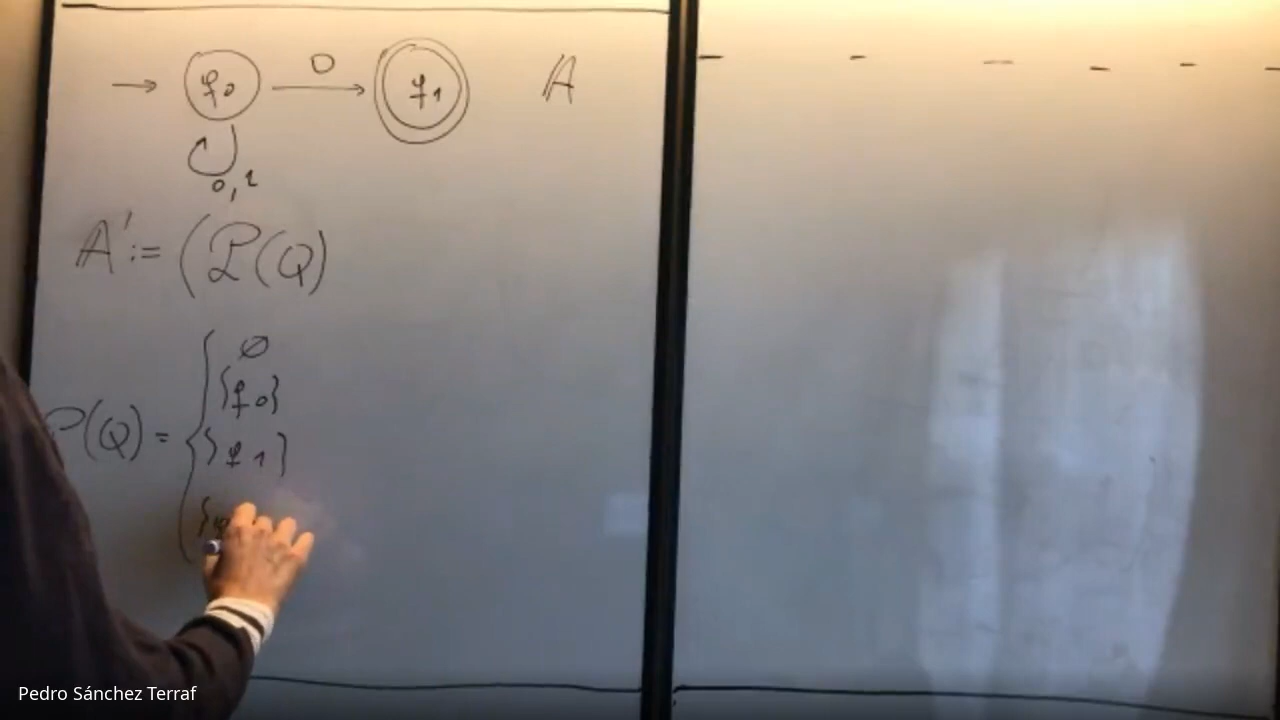 → q₀ 0 → q₁ A
0, 1
A' := (P(Q)
∅
{q₀}
P(Q) = {
{q₁}
{
Pedro Sánchez Terraf